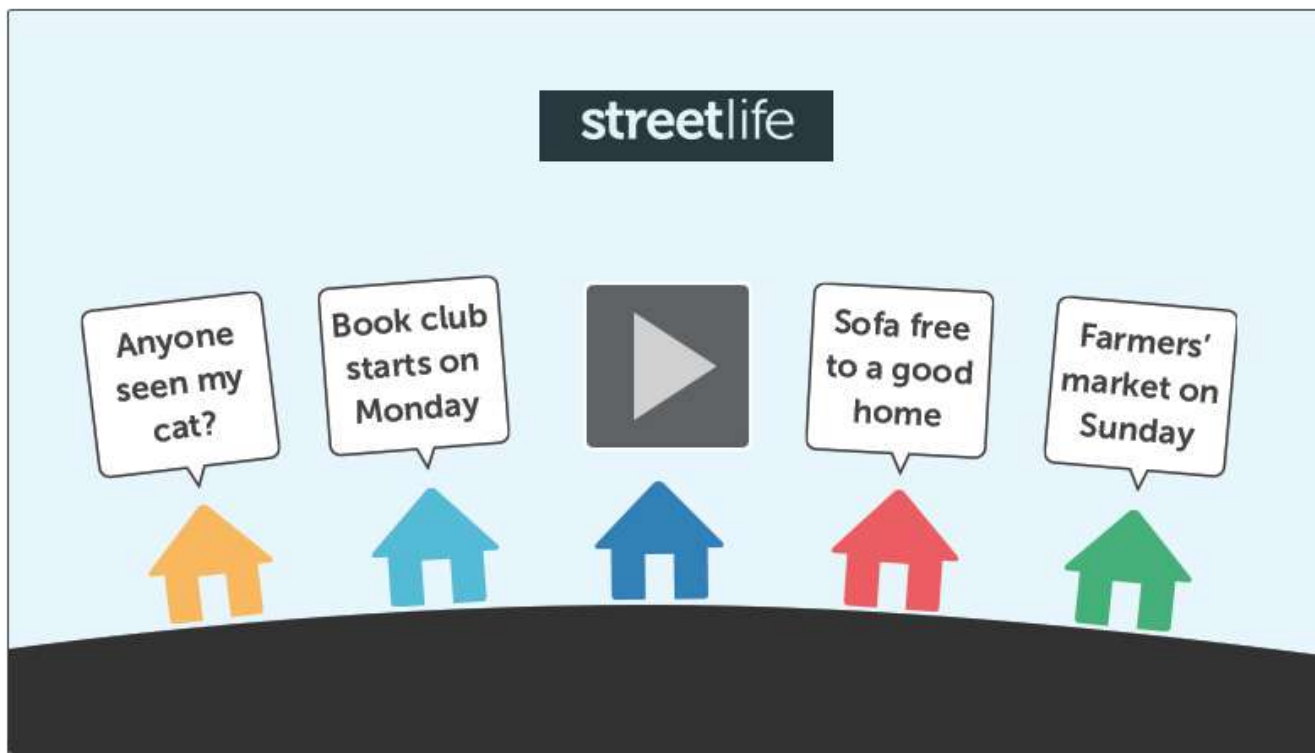 streetlife
Anyone
seen my
cat?
Book club
starts on
Monday
Sofa free
to a good
home
Farmers’
market on
Sunday